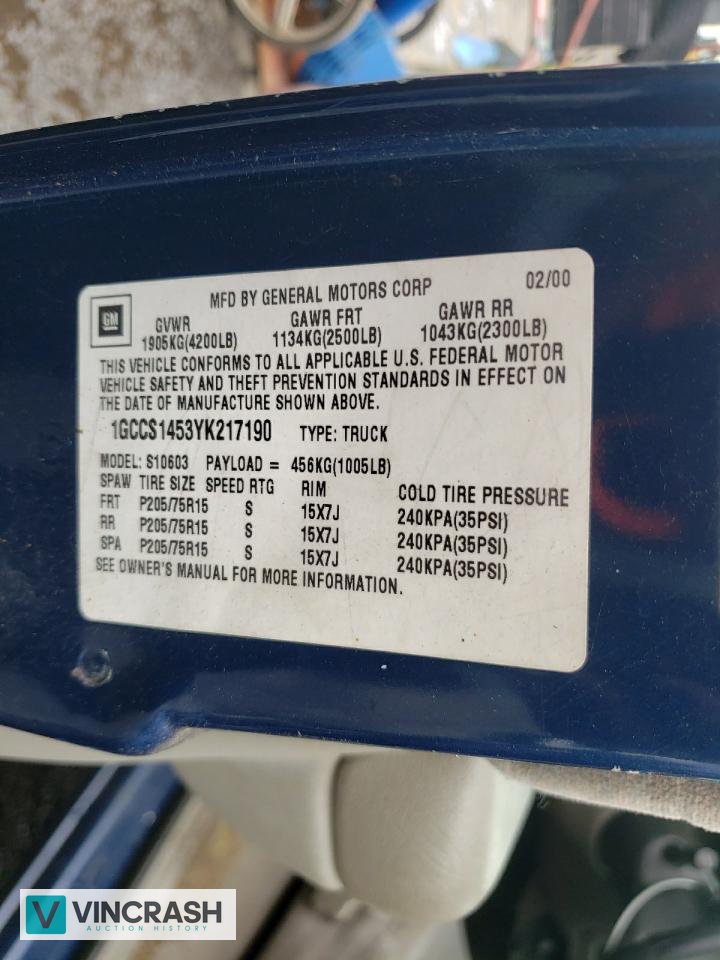 GM
MFD BY GENERAL MOTORS CORP 02/00
GVWR GAWR FRT GAWR RR
1905KG(4200LB) 1134KG(2500LB) 1043KG(2300LB)
THIS VEHICLE CONFORMS TO ALL APPLICABLE U.S. FEDERAL MOTOR
VEHICLE SAFETY AND THEFT PREVENTION STANDARDS IN EFFECT ON
THE DATE OF MANUFACTURE SHOWN ABOVE.
1GCCS1453YK217190 TYPE: TRUCK
MODEL: S10603 PAYLOAD = 456KG(1005LB)
SPAW TIRE SIZE SPEED RTG RIM COLD TIRE PRESSURE
FRT P205/75R15 S 15X7J 240KPA(35PSI)
RR P205/75R15 S 15X7J 240KPA(35PSI)
SPA P205/75R15 S 15X7J 240KPA(35PSI)
SEE OWNER'S MANUAL FOR MORE INFORMATION.
V VINCRASH
AUCTION HISTORY